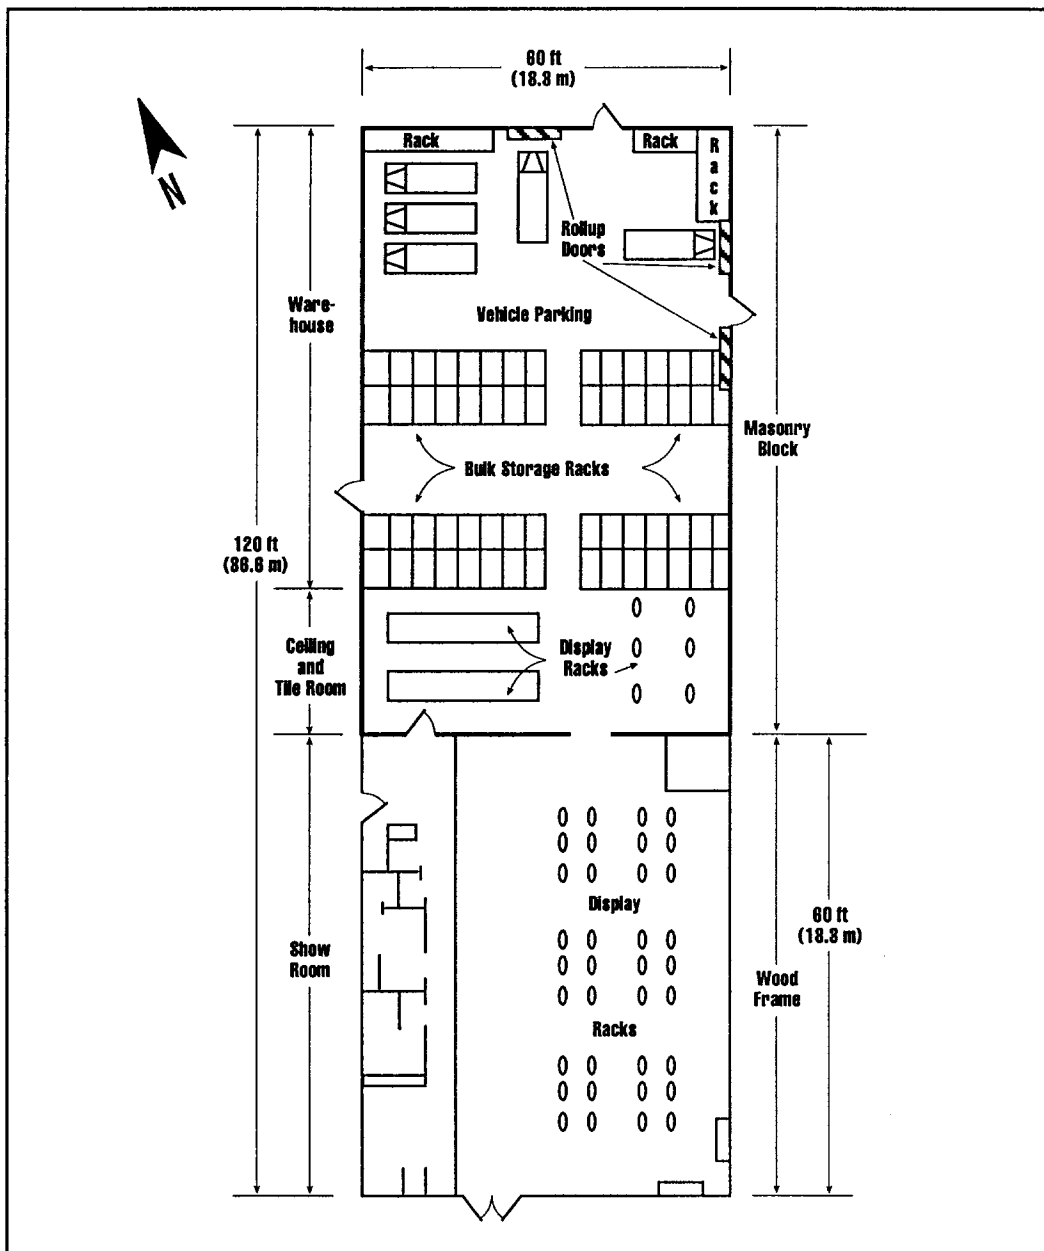 60 ft
(18.3 m)
N
Rack
Rack
Rack
Rollup
Doors
Ware-
house
Vehicle Parking
Masonry
Block
Bulk Storage Racks
120 ft
(36.6 m)
Ceiling
and
Tile Room
Display
Racks
Display
60 ft
(18.3 m)
Show
Room
Wood
Frame
Racks